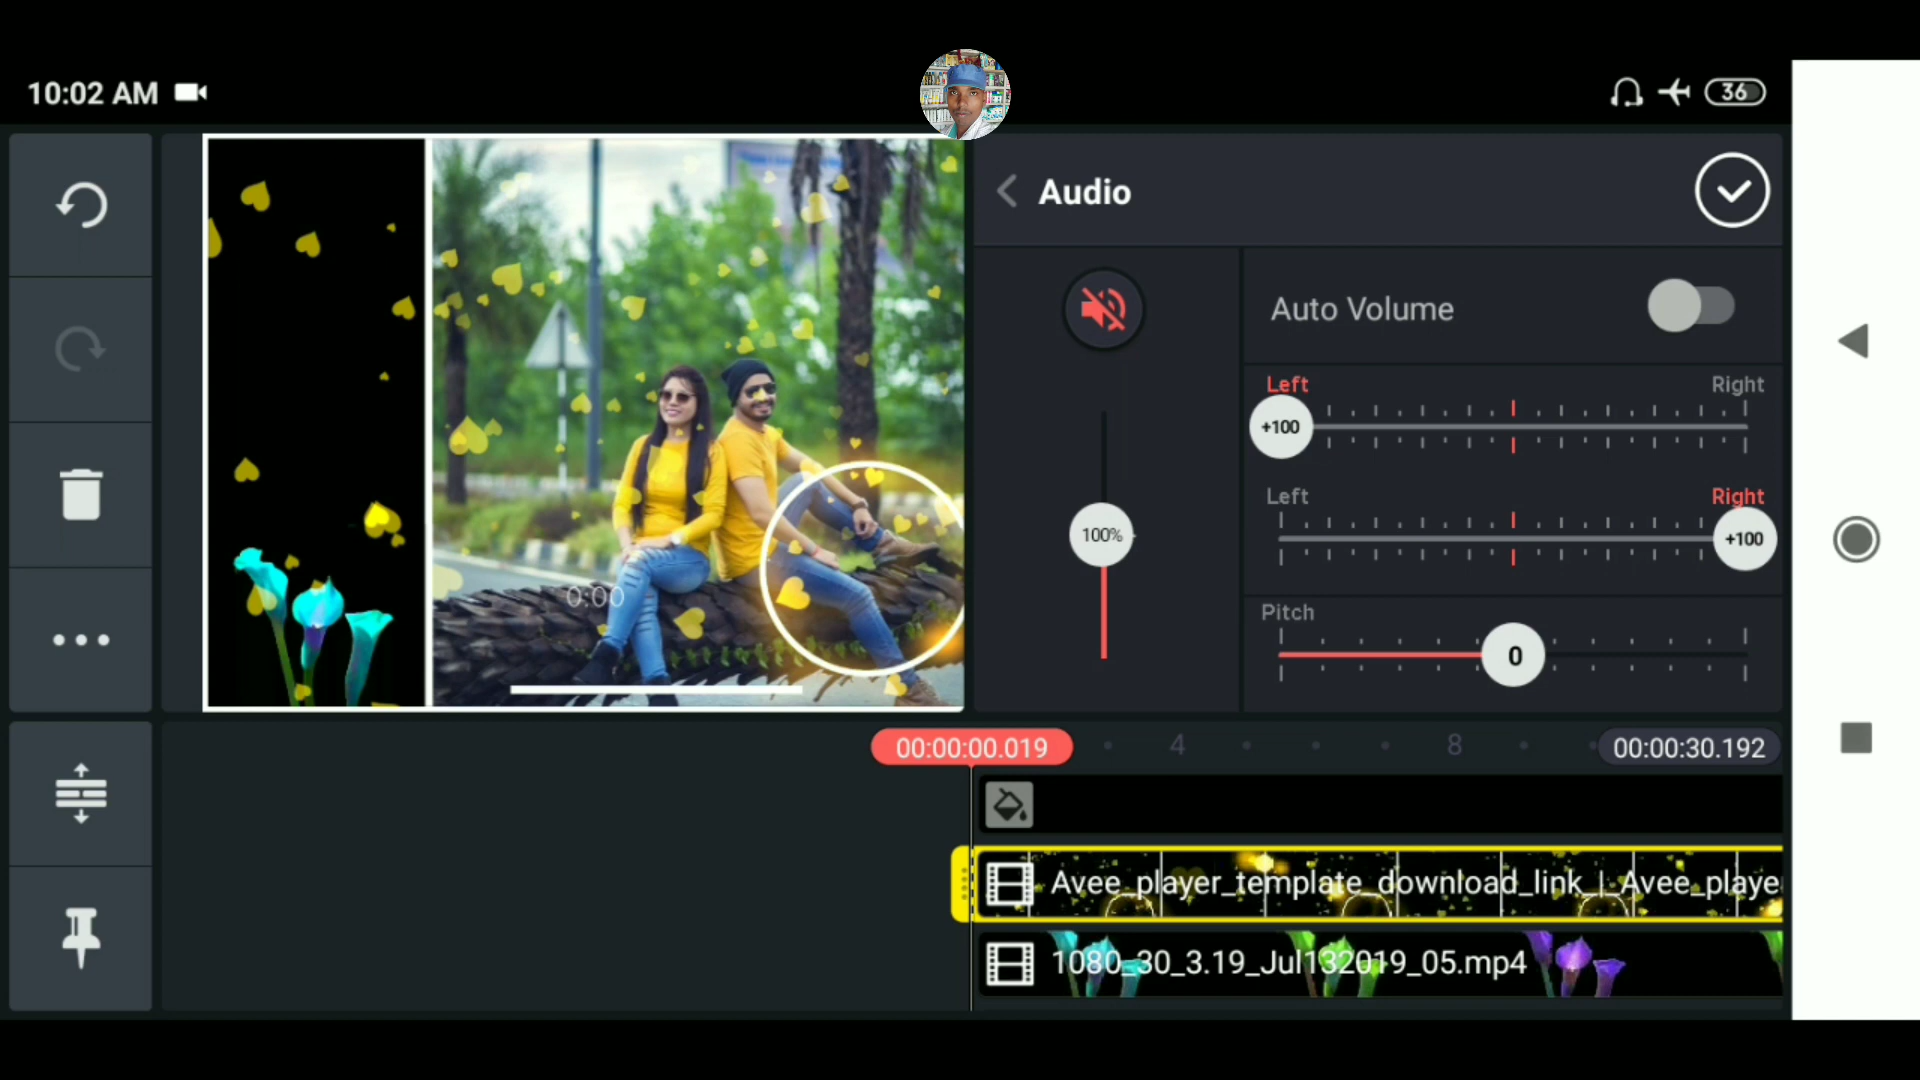 10:02 AM
36
Audio
Auto Volume
Left
Right
+100
Left
Right
+100
100%
Pitch
0
0:00
00:00:00.019
4
8
00:00:30.192
Avee_player_template_download_link_|_Avee_playe
1080_30_3.19_Jul132019_05.mp4